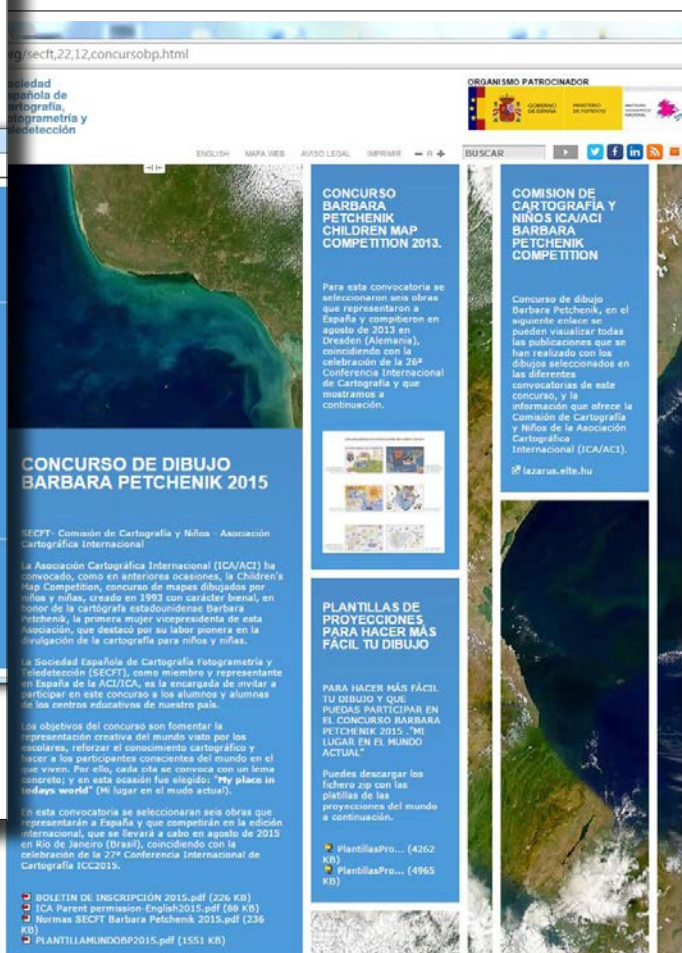 rg/secft,22,12,concursobp.html
ociedad
spañola de
artografía,
otogrametría y
eledetección
ORGANISMO PATROCINADOR
GOBIERNO
DE ESPAÑA
MINISTERIO
DE FOMENTO
ENGLISH MAPA WEB AVISO LEGAL IMPRIMIR
BUSCAR
CONCURSO DE DIBUJO
BARBARA PETCHENIK 2015
SECFT- Comisión de Cartografía y Niños - Asociación
Cartográfica Internacional
La Asociación Cartográfica Internacional (ICA/ACI) ha
convocado, como en anteriores ocasiones, la Children's
Map Competition, concurso de mapas dibujados por
niños y niñas, creado en 1993 con carácter bienal, en
honor de la cartógrafa estadounidense Barbara
Petchenik, la primera mujer vicepresidenta de esta
Asociación, que destacó por su labor pionera en la
divulgación de la cartografía para niños y niñas.
La Sociedad Española de Cartografía Fotogrametría y
Teledetección (SECFT), como miembro y representante
en España de la ACI/ICA, es la encargada de invitar a
participar en este concurso a los alumnos y alumnas
de los centros educativos de nuestro país.
Los objetivos del concurso son fomentar la
representación creativa del mundo visto por los
escolares, reforzar el conocimiento cartográfico y
hacer a los participantes conscientes del mundo en el
que viven. Por ello, cada cita se convoca con un lema
concreto; y en esta ocasión fue elegido: "My place in
todays world" (Mi lugar en el mudo actual).
En esta convocatoria se seleccionaran seis obras que
representarán a España y que competirán en la edición
internacional, que se llevará a cabo en agosto de 2015
en Río de Janeiro (Brasil), coincidiendo con la
celebración de la 27ª Conferencia Internacional de
Cartografía ICC2015.
BOLETIN DE INSCRIPCIÓN 2015.pdf (226 KB)
ICA Parent permission-English2015.pdf (88 KB)
Normas SECFT Barbara Petchenik 2015.pdf (236
KB)
PLANTILLAMUNDOBP2015.pdf (1551 KB)
CONCURSO
BARBARA
PETCHENIK
CHILDREN MAP
COMPETITION 2013.
Para esta convocatoria se
seleccionaron seis obras
que representaron a
España y compitieron en
agosto de 2013 en
Dresden (Alemania),
coincidiendo con la
celebración de la 26ª
Conferencia Internacional
de Cartografía y que
mostramos a
continuación.
PLANTILLAS DE
PROYECCIONES
PARA HACER MÁS
FÁCIL TU DIBUJO
PARA HACER MÁS FÁCIL
TU DIBUJO Y QUE
PUEDAS PARTICIPAR EN
EL CONCURSO BARBARA
PETCHENIK 2015 ."MI
LUGAR EN EL MUNDO
ACTUAL"
Puedes descargar los
fichero zip con las
platillas de las
proyecciones del mundo
a continuación.
PlantillasPro... (4262
KB)
PlantillasPro... (4965
KB)
COMISION DE
CARTOGRAFÍA Y
NIÑOS ICA/ACI
BARBARA
PETCHENIK
COMPETITION
Concurso de dibujo
Barbara Petchenik, en el
siguiente enlace se
pueden visualizar todas
las publicaciones que se
han realizado con los
dibujos seleccionados en
las diferentes
convocatorias de este
concurso, y la
información que ofrece la
Comisión de Cartografía
y Niños de la Asociación
Cartográfica
Internacional (ICA/ACI).
lazarus.elte.hu